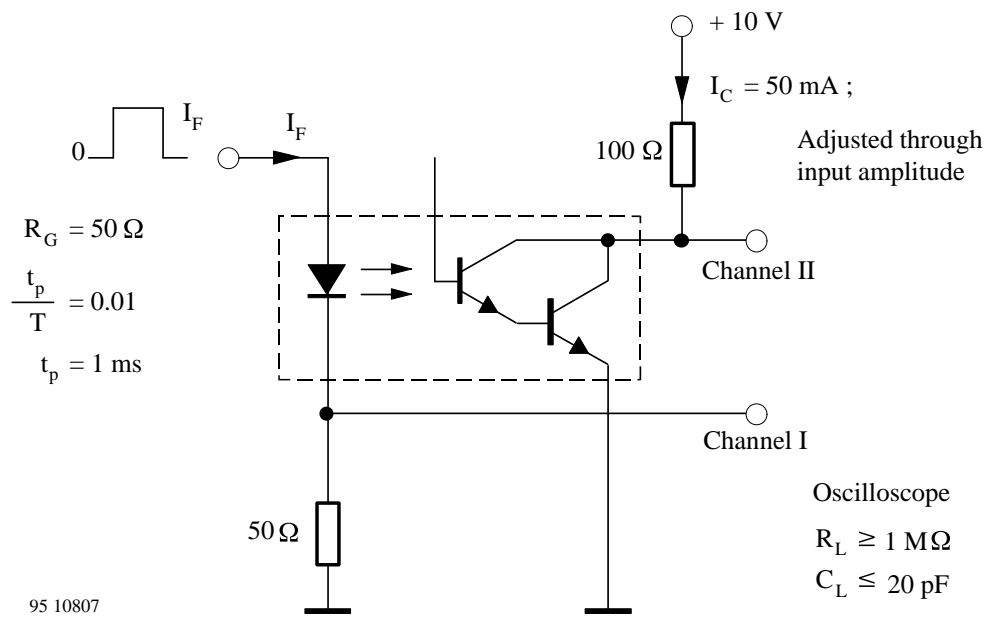 + 10 V
I_C = 50 mA ;
I_F
I_F
0
100 Ω
Adjusted through
input amplitude
R_G = 50 Ω
t_p
T
= 0.01
t_p = 1 ms
Channel II
Channel I
50 Ω
Oscilloscope
R_L ≥ 1 MΩ
C_L ≤ 20 pF
95 10807